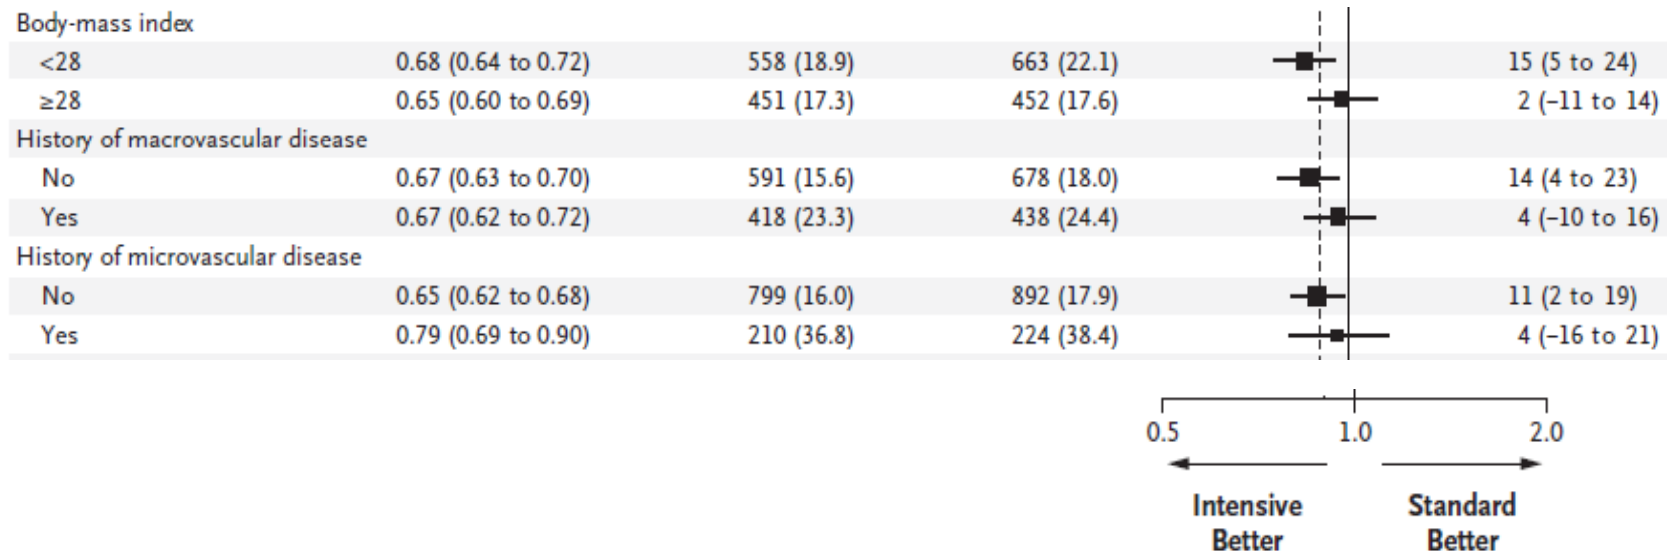 Body-mass index
<28 0.68 (0.64 to 0.72) 558 (18.9) 663 (22.1) 15 (5 to 24)
≥28 0.65 (0.60 to 0.69) 451 (17.3) 452 (17.6) 2 (–11 to 14)
History of macrovascular disease
No 0.67 (0.63 to 0.70) 591 (15.6) 678 (18.0) 14 (4 to 23)
Yes 0.67 (0.62 to 0.72) 418 (23.3) 438 (24.4) 4 (–10 to 16)
History of microvascular disease
No 0.65 (0.62 to 0.68) 799 (16.0) 892 (17.9) 11 (2 to 19)
Yes 0.79 (0.69 to 0.90) 210 (36.8) 224 (38.4) 4 (–16 to 21)
0.5 1.0 2.0
Intensive Standard
Better Better